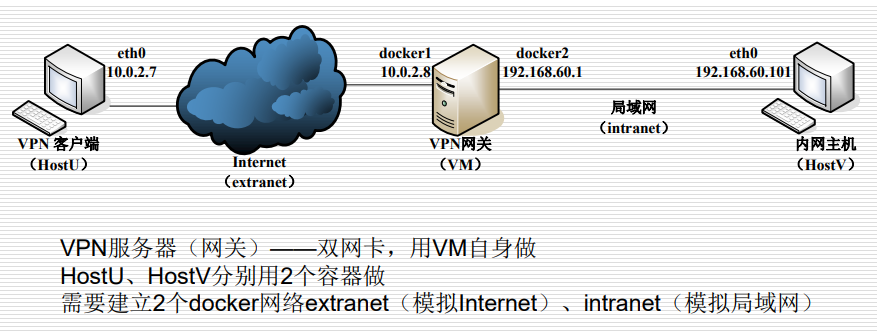 eth0
10.0.2.7
docker1
10.0.2.8
docker2
192.168.60.1
eth0
192.168.60.101
局域网
（intranet）
VPN 客户端
（HostU）
Internet
（extranet）
VPN网关
（VM）
内网主机
（HostV）
VPN服务器（网关）——双网卡，用VM自身做
HostU、HostV分别用2个容器做
需要建立2个docker网络extranet（模拟Internet）、intranet（模拟局域网）